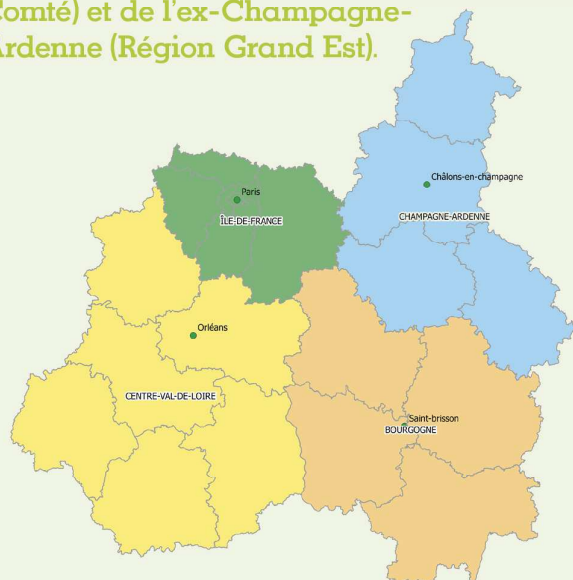 Comté) et de l'ex-Champagne-
Ardenne (Région Grand Est).
Châlons-en-champagne
Paris
CHAMPAGNE-ARDENNE
ÎLE-DE-FRANCE
Orléans
CENTRE-VAL-DE-LOIRE
Saint-brisson
BOURGOGNE